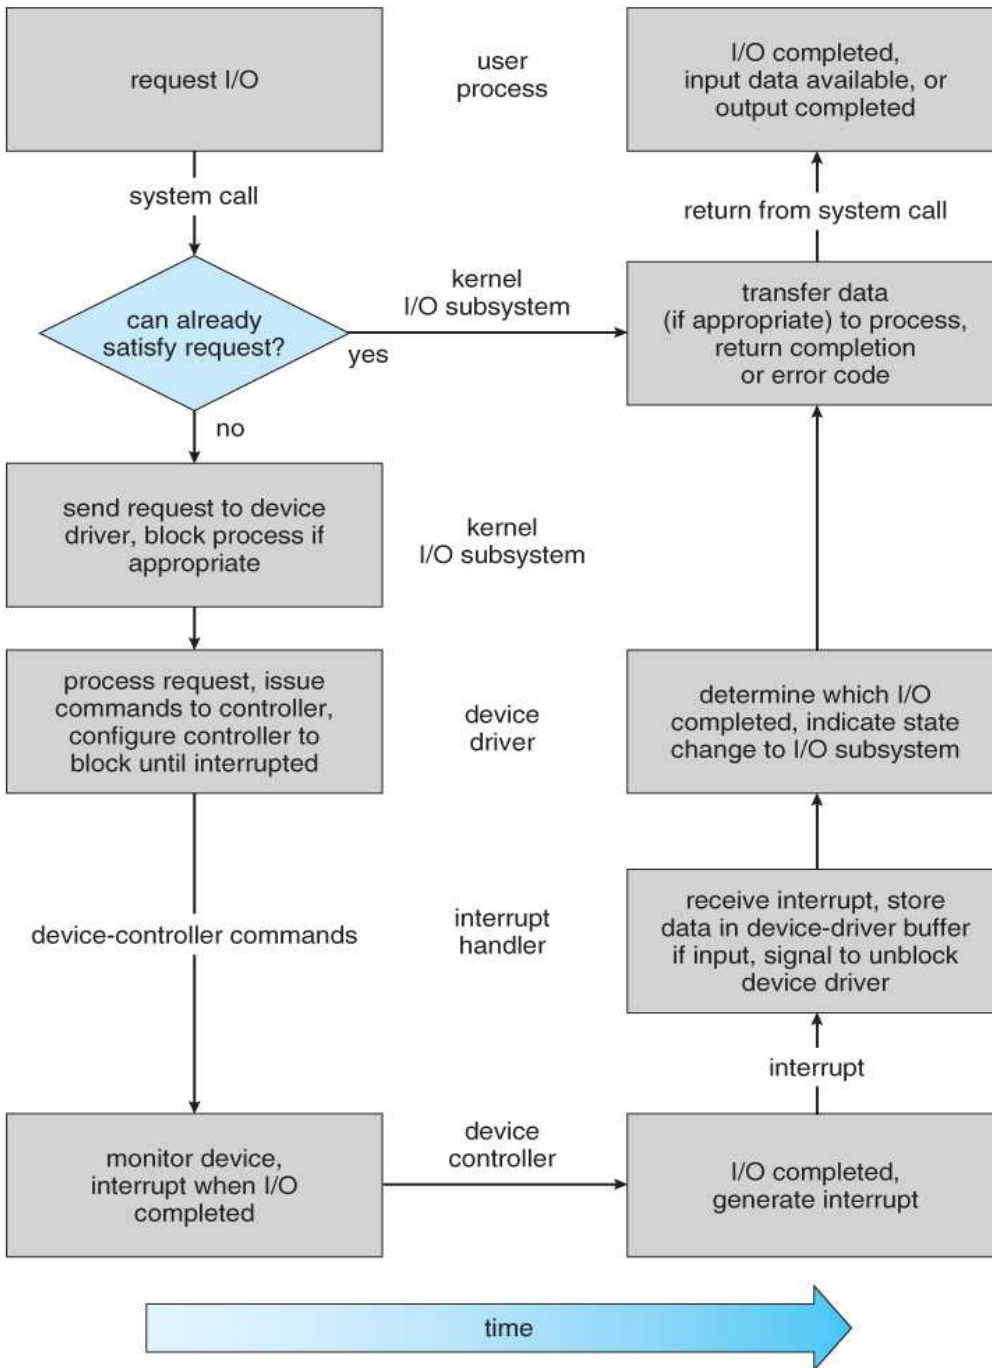 request I/O
user
process
I/O completed,
input data available, or
output completed
system call
return from system call
can already
satisfy request?
kernel
I/O subsystem
yes
transfer data
(if appropriate) to process,
return completion
or error code
no
send request to device
driver, block process if
appropriate
kernel
I/O subsystem
process request, issue
commands to controller,
configure controller to
block until interrupted
device
driver
determine which I/O
completed, indicate state
change to I/O subsystem
device-controller commands
interrupt
handler
receive interrupt, store
data in device-driver buffer
if input, signal to unblock
device driver
interrupt
monitor device,
interrupt when I/O
completed
device
controller
I/O completed,
generate interrupt
time